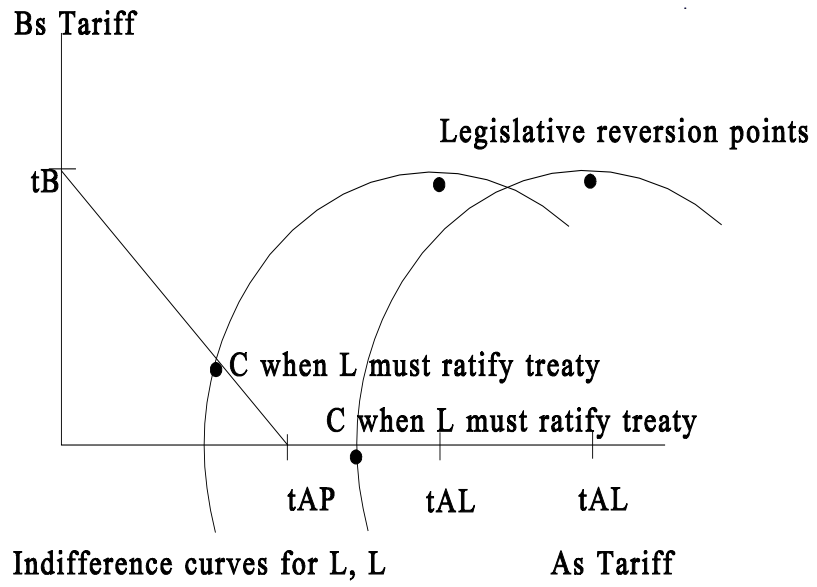 Bs Tariff
Legislative reversion points
tB
C when L must ratify treaty
C when L must ratify treaty
tAP
tAL
tAL
Indifference curves for L, L
As Tariff